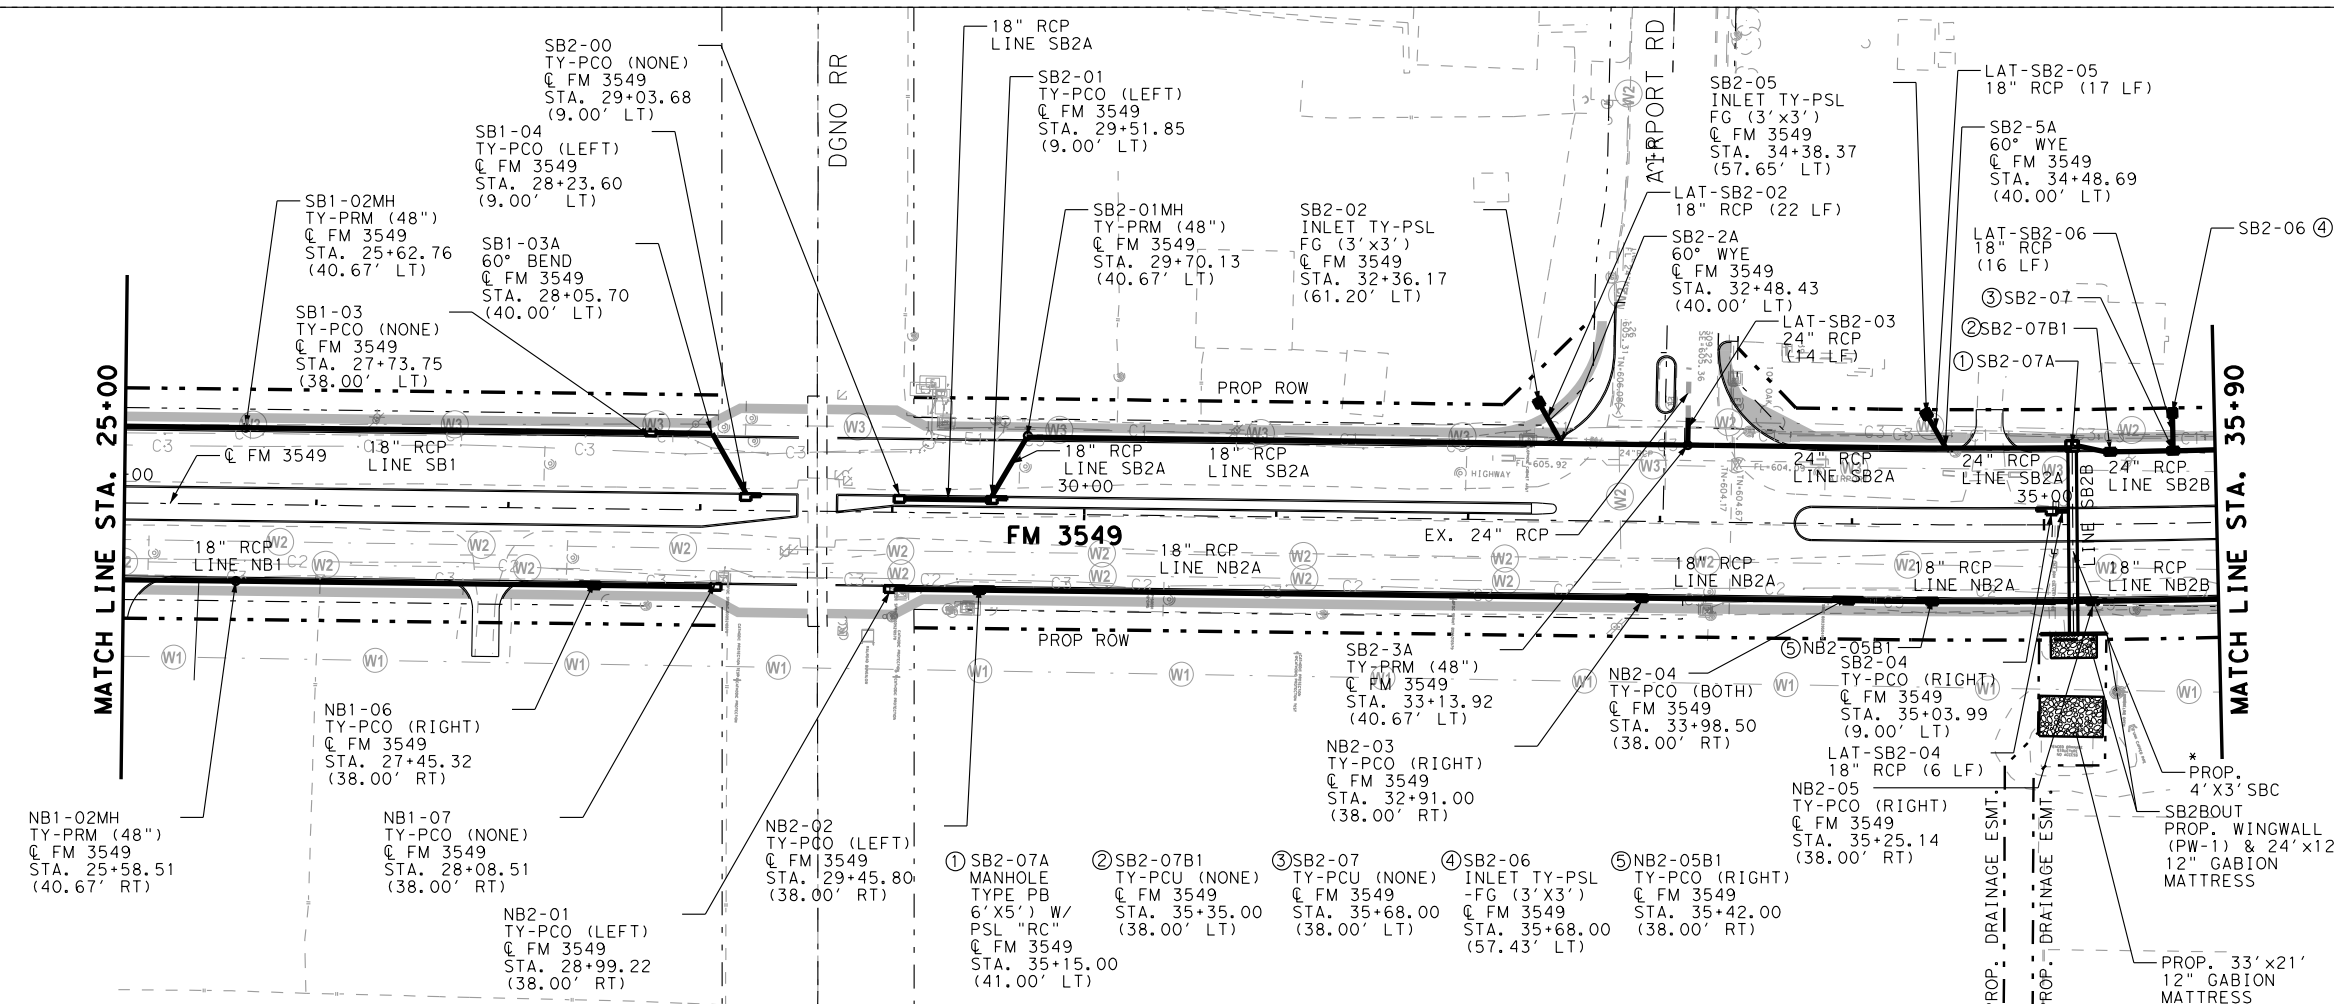 SB2-00
TY-PCO (NONE)
℄ FM 3549
STA. 29+03.68
(9.00' LT)
SB1-04
TY-PCO (LEFT)
℄ FM 3549
STA. 28+23.60
(9.00' LT)
SB1-02MH
TY-PRM (48")
℄ FM 3549
STA. 25+62.76
(40.67' LT)
SB1-03A
60° BEND
℄ FM 3549
STA. 28+05.70
(40.00' LT)
SB1-03
TY-PCO (NONE)
℄ FM 3549
STA. 27+73.75
(38.00' LT)
DGNO RR
18" RCP
LINE SB2A
SB2-01
TY-PCO (LEFT)
℄ FM 3549
STA. 29+51.85
(9.00' LT)
SB2-01MH
TY-PRM (48")
℄ FM 3549
STA. 29+70.13
(40.67' LT)
SB2-02
INLET TY-PSL
FG (3'x3')
℄ FM 3549
STA. 32+36.17
(61.20' LT)
AIRPORT RD
SB2-05
INLET TY-PSL
FG (3'x3')
℄ FM 3549
STA. 34+38.37
(57.65' LT)
LAT-SB2-02
18" RCP (22 LF)
SB2-2A
60° WYE
℄ FM 3549
STA. 32+48.43
(40.00' LT)
LAT-SB2-03
24" RCP
(14 LF)
LAT-SB2-05
18" RCP (17 LF)
SB2-5A
60° WYE
℄ FM 3549
STA. 34+48.69
(40.00' LT)
LAT-SB2-06
18" RCP
(16 LF)
SB2-06 ④
③SB2-07
②SB2-07B1
①SB2-07A
PROP ROW
MATCH LINE STA. 25+00
MATCH LINE STA. 35+90
18" RCP
LINE SB1
℄ FM 3549
18" RCP
LINE SB2A
30+00
18" RCP
LINE SB2A
24" RCP
LINE SB2A
24" RCP
LINE SB2A
35+00
24" RCP
LINE SB2B
LINE SB2B
HIGHWAY
FL=605.92
FM 3549
EX. 24" RCP
18" RCP
LINE NB1
18" RCP
LINE NB2A
18" RCP
LINE NB2A
18" RCP
LINE NB2A
18" RCP
LINE NB2B
PROP ROW
W1 W1 W1 W1 W1 W1 W1 W1 W1 W1 W1
NB1-06
TY-PCO (RIGHT)
℄ FM 3549
STA. 27+45.32
(38.00' RT)
NB1-02MH
TY-PRM (48")
℄ FM 3549
STA. 25+58.51
(40.67' RT)
NB1-07
TY-PCO (NONE)
℄ FM 3549
STA. 28+08.51
(38.00' RT)
NB2-01
TY-PCO (LEFT)
℄ FM 3549
STA. 28+99.22
(38.00' RT)
NB2-02
TY-PCO (LEFT)
℄ FM 3549
STA. 29+45.80
(38.00' RT)
SB2-3A
TY-PRM (48")
℄ FM 3549
STA. 33+13.92
(40.67' LT)
NB2-03
TY-PCO (RIGHT)
℄ FM 3549
STA. 32+91.00
(38.00' RT)
NB2-04
TY-PCO (BOTH)
℄ FM 3549
STA. 33+98.50
(38.00' RT)
⑤NB2-05B1
SB2-04
TY-PCO (RIGHT)
℄ FM 3549
STA. 35+03.99
(9.00' LT)
LAT-SB2-04
18" RCP (6 LF)
NB2-05
TY-PCO (RIGHT)
℄ FM 3549
STA. 35+25.14
(38.00' RT)
*
PROP.
4'X3' SBC
SB2BOUT
PROP. WINGWALL
(PW-1) & 24'x12
12" GABION
MATTRESS
PROP. 33'x21'
12" GABION
MATTRESS
PROP. DRAINAGE ESMT.
PROP. DRAINAGE ESMT.
① SB2-07A
MANHOLE
TYPE PB
6'X5') W/
PSL "RC"
℄ FM 3549
STA. 35+15.00
(41.00' LT)
②SB2-07B1
TY-PCU (NONE)
℄ FM 3549
STA. 35+35.00
(38.00' LT)
③SB2-07
TY-PCU (NONE)
℄ FM 3549
STA. 35+68.00
(38.00' LT)
④SB2-06
INLET TY-PSL
-FG (3'X3')
℄ FM 3549
STA. 35+68.00
(57.43' LT)
⑤NB2-05B1
TY-PCO (RIGHT)
℄ FM 3549
STA. 35+42.00
(38.00' RT)